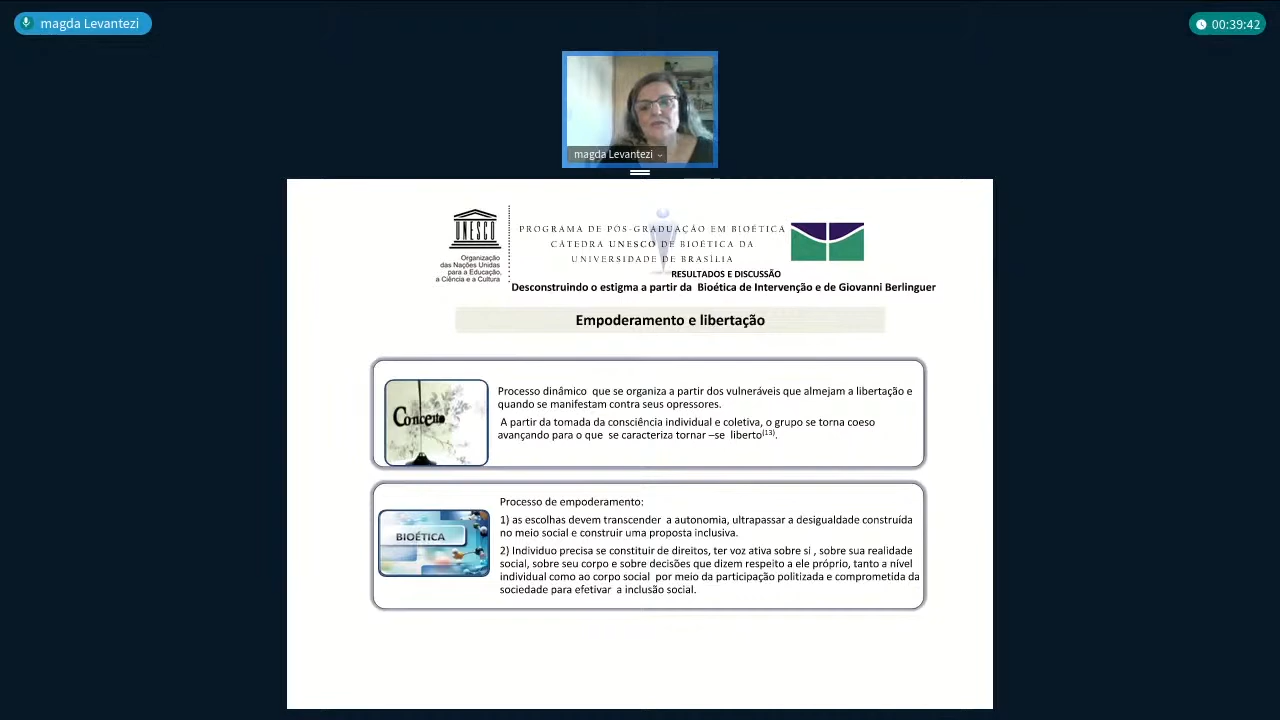 magda Levantezi
00:39:42
magda Levantezi
UNESCO
Organização
das Nações Unidas
para a Educação,
a Ciência e a Cultura
PROGRAMA DE PÓS-GRADUAÇÃO EM BIOÉTICA
CÁTEDRA UNESCO DE BIOÉTICA DA
UNIVERSIDADE DE BRASÍLIA
RESULTADOS E DISCUSSÃO
Desconstruindo o estigma a partir da Bioética de Intervenção e de Giovanni Berlinguer
Empoderamento e libertação
Conceito
Processo dinâmico que se organiza a partir dos vulneráveis que almejam a libertação e
quando se manifestam contra seus opressores.
A partir da tomada da consciência individual e coletiva, o grupo se torna coeso
avançando para o que se caracteriza tornar –se liberto(13).
BIOÉTICA
Processo de empoderamento:
1) as escolhas devem transcender a autonomia, ultrapassar a desigualdade construída
no meio social e construir uma proposta inclusiva.
2) Individuo precisa se constituir de direitos, ter voz ativa sobre si , sobre sua realidade
social, sobre seu corpo e sobre decisões que dizem respeito a ele próprio, tanto a nível
individual como ao corpo social por meio da participação politizada e comprometida da
sociedade para efetivar a inclusão social.